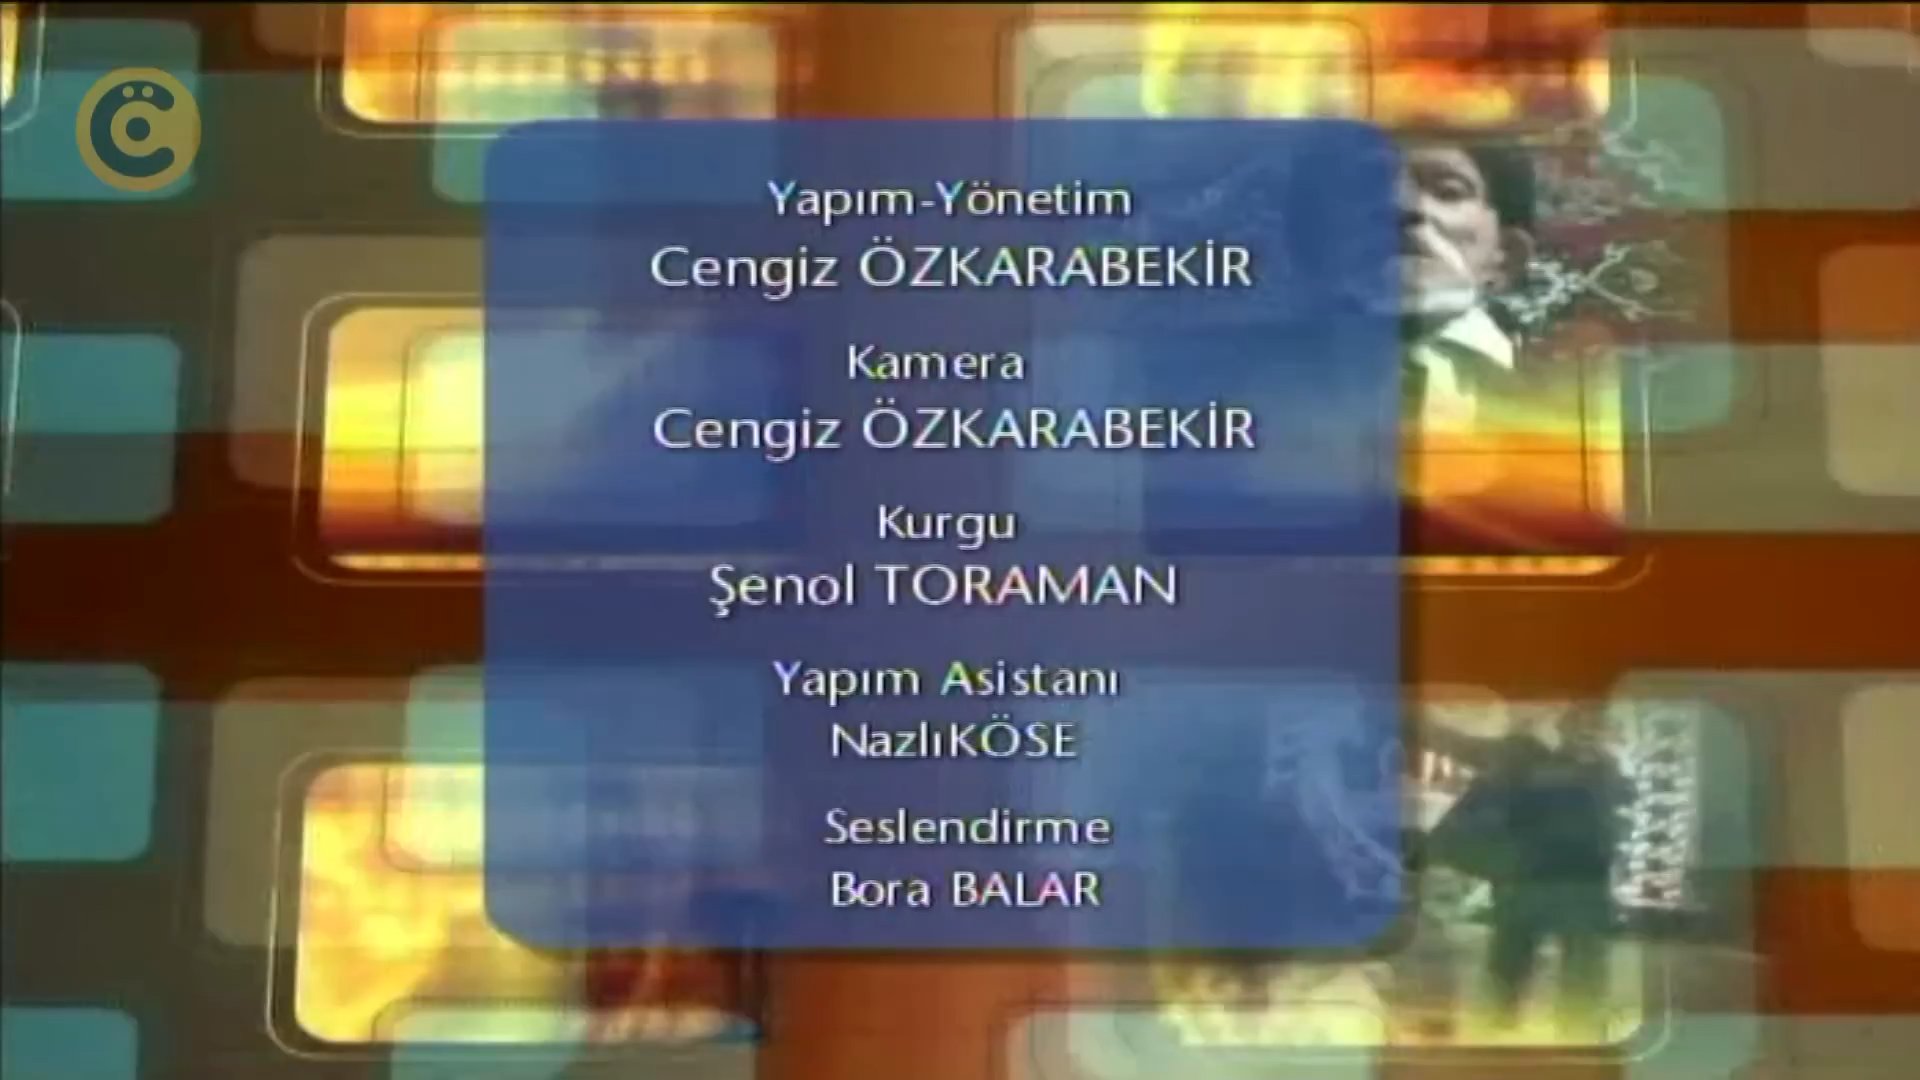 Yapım-Yönetim
Cengiz ÖZKARABEKİR
Kamera
Cengiz ÖZKARABEKİR
Kurgu
Şenol TORAMAN
Yapım Asistanı
NazlıKÖSE
Seslendirme
Bora BALAR